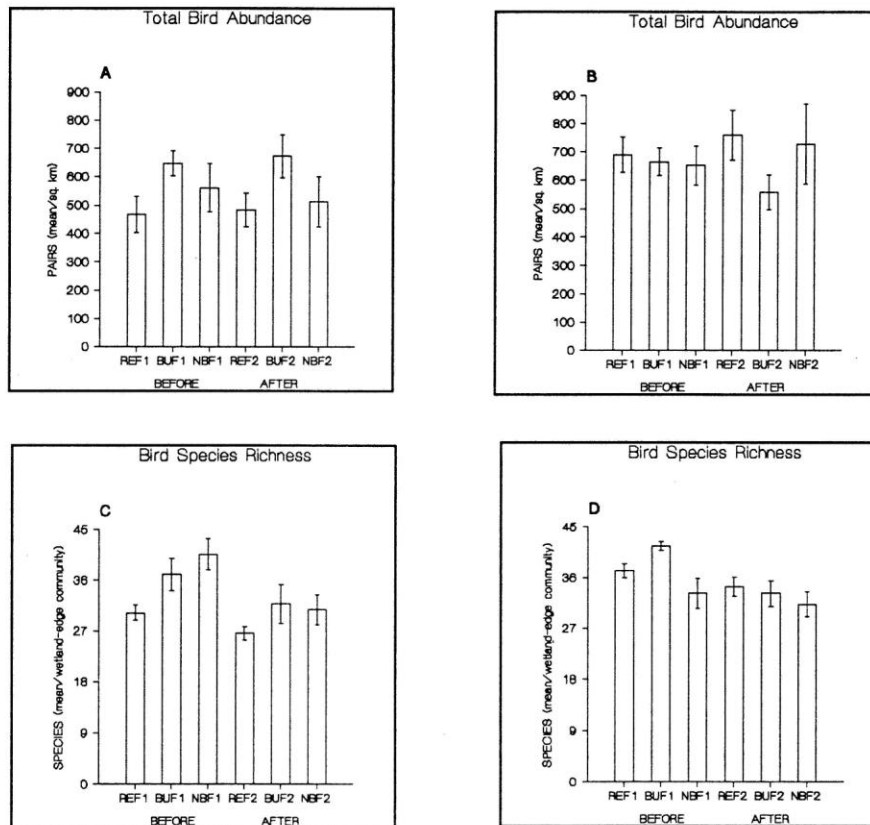 Total Bird Abundance
A
PAIRS (mean/sq. km)
900
800
700
600
500
400
300
200
100
0
REF1 BUF1 NBF1 REF2 BUF2 NBF2
BEFORE AFTER
Total Bird Abundance
B
PAIRS (mean/sq. km)
900
800
700
600
500
400
300
200
100
0
REF1 BUF1 NBF1 REF2 BUF2 NBF2
BEFORE AFTER
Bird Species Richness
C
SPECIES (mean/wetland-edge community)
45
36
27
18
9
0
REF1 BUF1 NBF1 REF2 BUF2 NBF2
BEFORE AFTER
Bird Species Richness
D
SPECIES (mean/wetland-edge community)
45
36
27
18
9
0
REF1 BUF1 NBF1 REF2 BUF2 NBF2
BEFORE AFTER